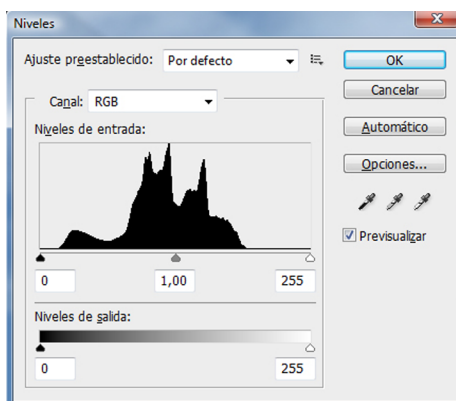 Niveles
Ajuste preestablecido: Por defecto
OK
Canal: RGB
Cancelar
Niveles de entrada:
Automático
Opciones...
Previsualizar
0 1,00 255
Niveles de salida:
0 255